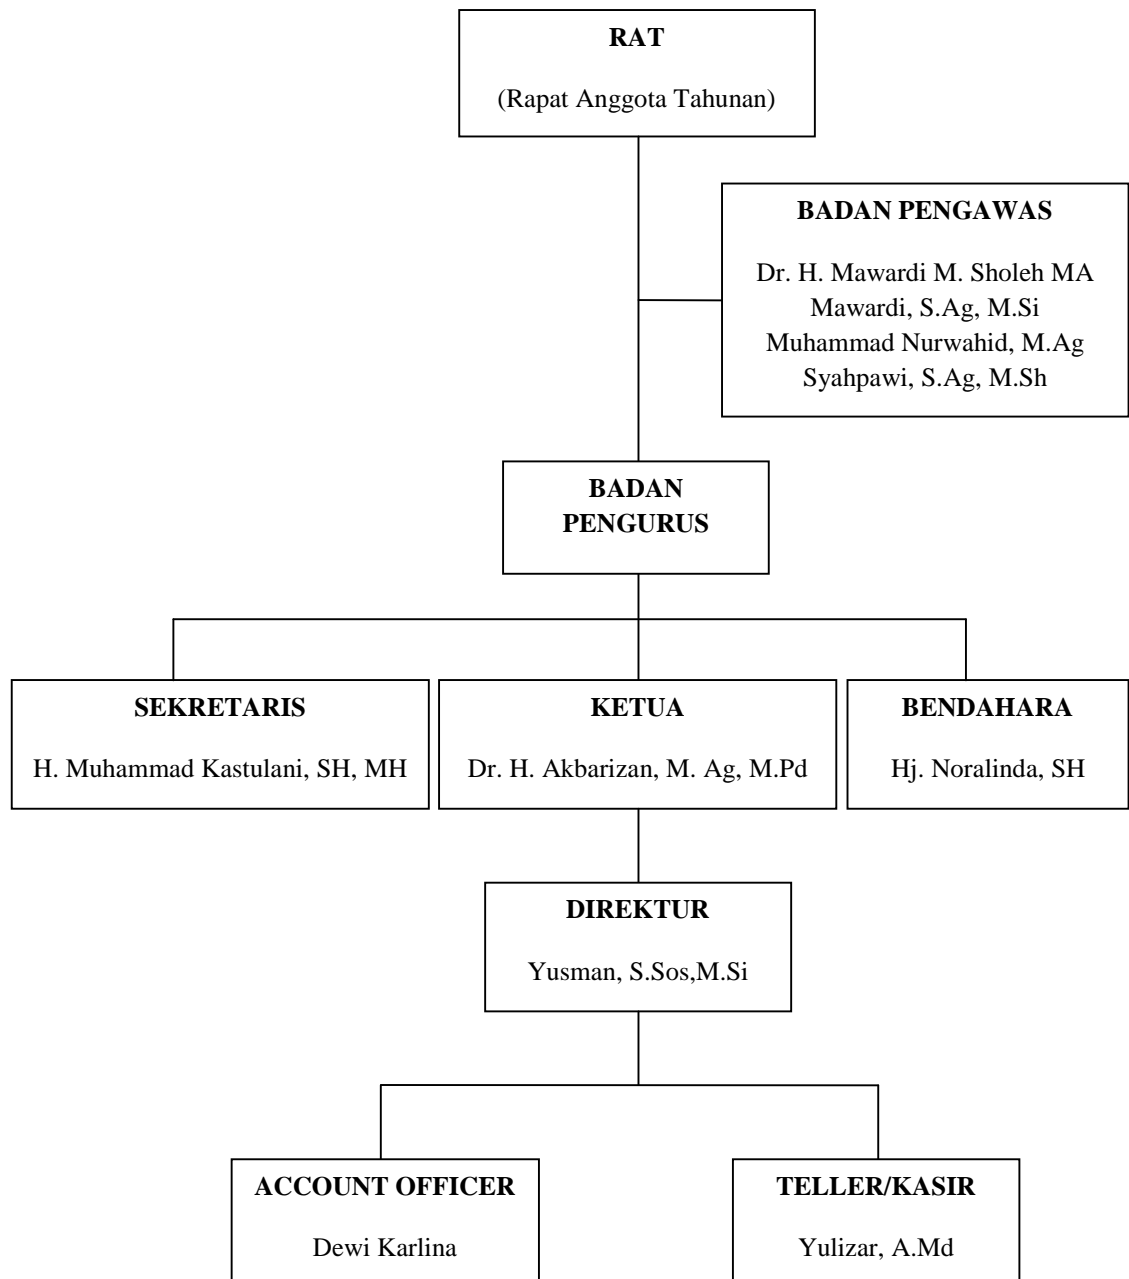 RAT
(Rapat Anggota Tahunan)
BADAN PENGAWAS
Dr. H. Mawardi M. Sholeh MA
Mawardi, S.Ag, M.Si
Muhammad Nurwahid, M.Ag
Syahpawi, S.Ag, M.Sh
BADAN
PENGURUS
SEKRETARIS
H. Muhammad Kastulani, SH, MH
KETUA
Dr. H. Akbarizan, M. Ag, M.Pd
BENDAHARA
Hj. Noralinda, SH
DIREKTUR
Yusman, S.Sos,M.Si
ACCOUNT OFFICER
Dewi Karlina
TELLER/KASIR
Yulizar, A.Md